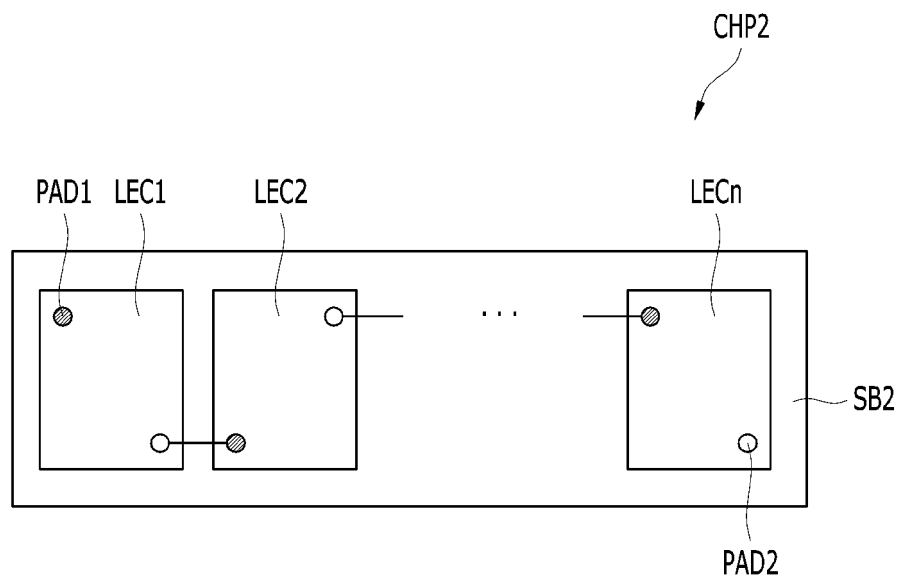 CHP2
PAD1 LEC1 LEC2 LECn
. . .
SB2
PAD2